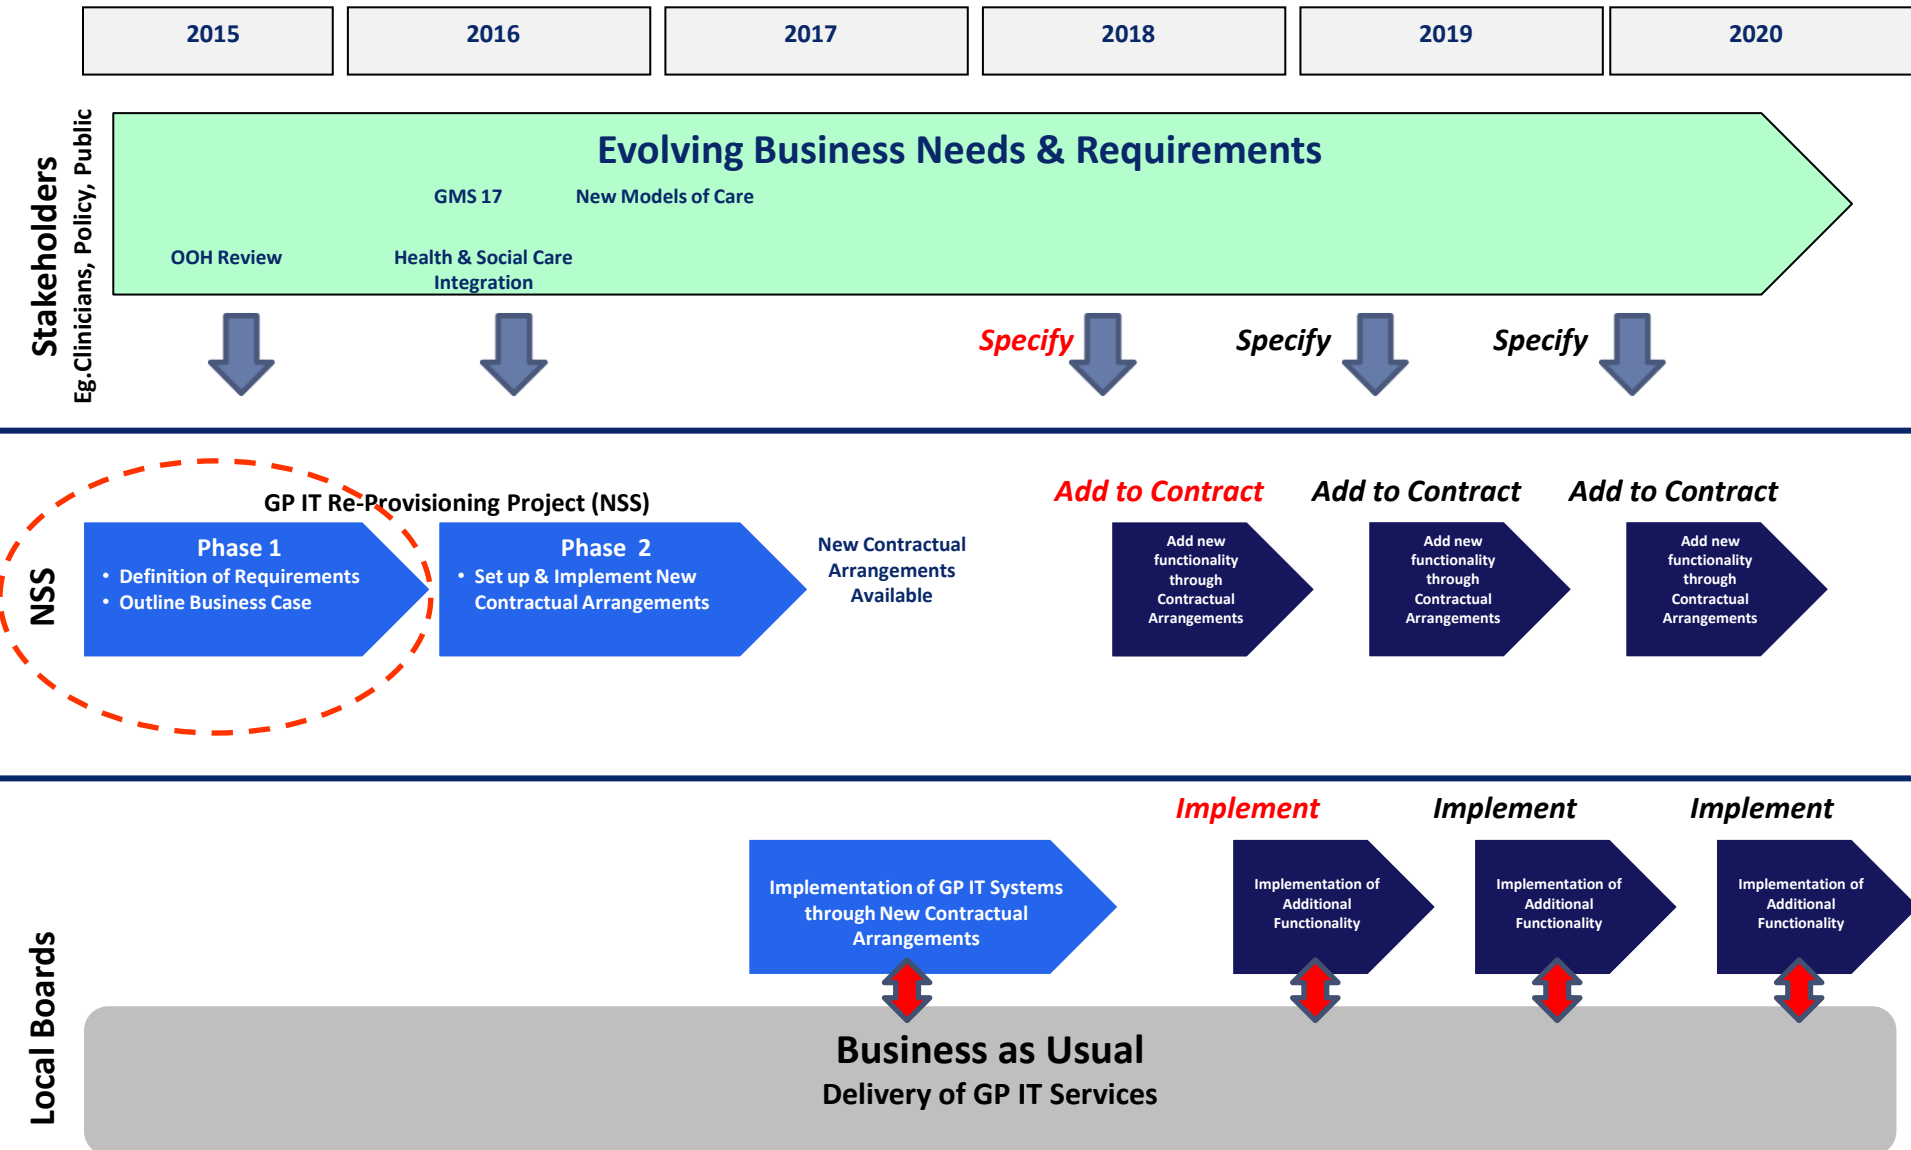 2015
2016
2017
2018
2019
2020
Stakeholders
Eg.Clinicians, Policy, Public
Evolving Business Needs & Requirements
GMS 17
New Models of Care
OOH Review
Health & Social Care
Integration
Specify
Specify
Specify
NSS
GP IT Re-Provisioning Project (NSS)
Phase 1
• Definition of Requirements
• Outline Business Case
Phase 2
• Set up & Implement New
Contractual Arrangements
New Contractual
Arrangements
Available
Add to Contract
Add to Contract
Add to Contract
Add new
functionality
through
Contractual
Arrangements
Add new
functionality
through
Contractual
Arrangements
Add new
functionality
through
Contractual
Arrangements
Local Boards
Implement
Implement
Implement
Implementation of GP IT Systems
through New Contractual
Arrangements
Implementation of
Additional
Functionality
Implementation of
Additional
Functionality
Implementation of
Additional
Functionality
Business as Usual
Delivery of GP IT Services